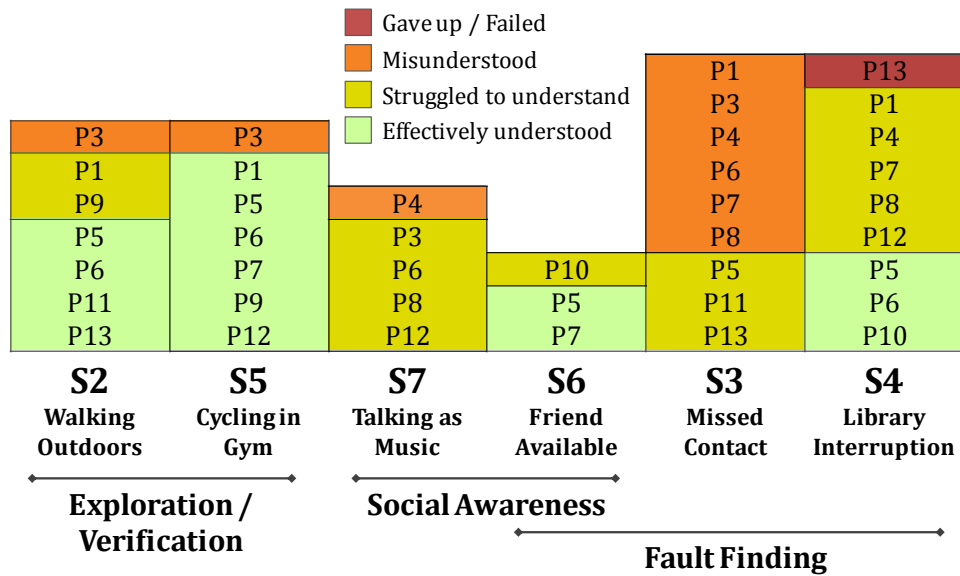 Gave up / Failed
Misunderstood
Struggled to understand
Effectively understood
P3
P1
P9
P5
P6
P11
P13
P3
P1
P5
P6
P7
P9
P12
P4
P3
P6
P8
P12
P10
P5
P7
P1
P3
P4
P6
P7
P8
P5
P11
P13
P13
P1
P4
P7
P8
P12
P5
P6
P10
S2
Walking
Outdoors
S5
Cycling in
Gym
S7
Talking as
Music
S6
Friend
Available
S3
Missed
Contact
S4
Library
Interruption
Exploration /
Verification
Social Awareness
Fault Finding